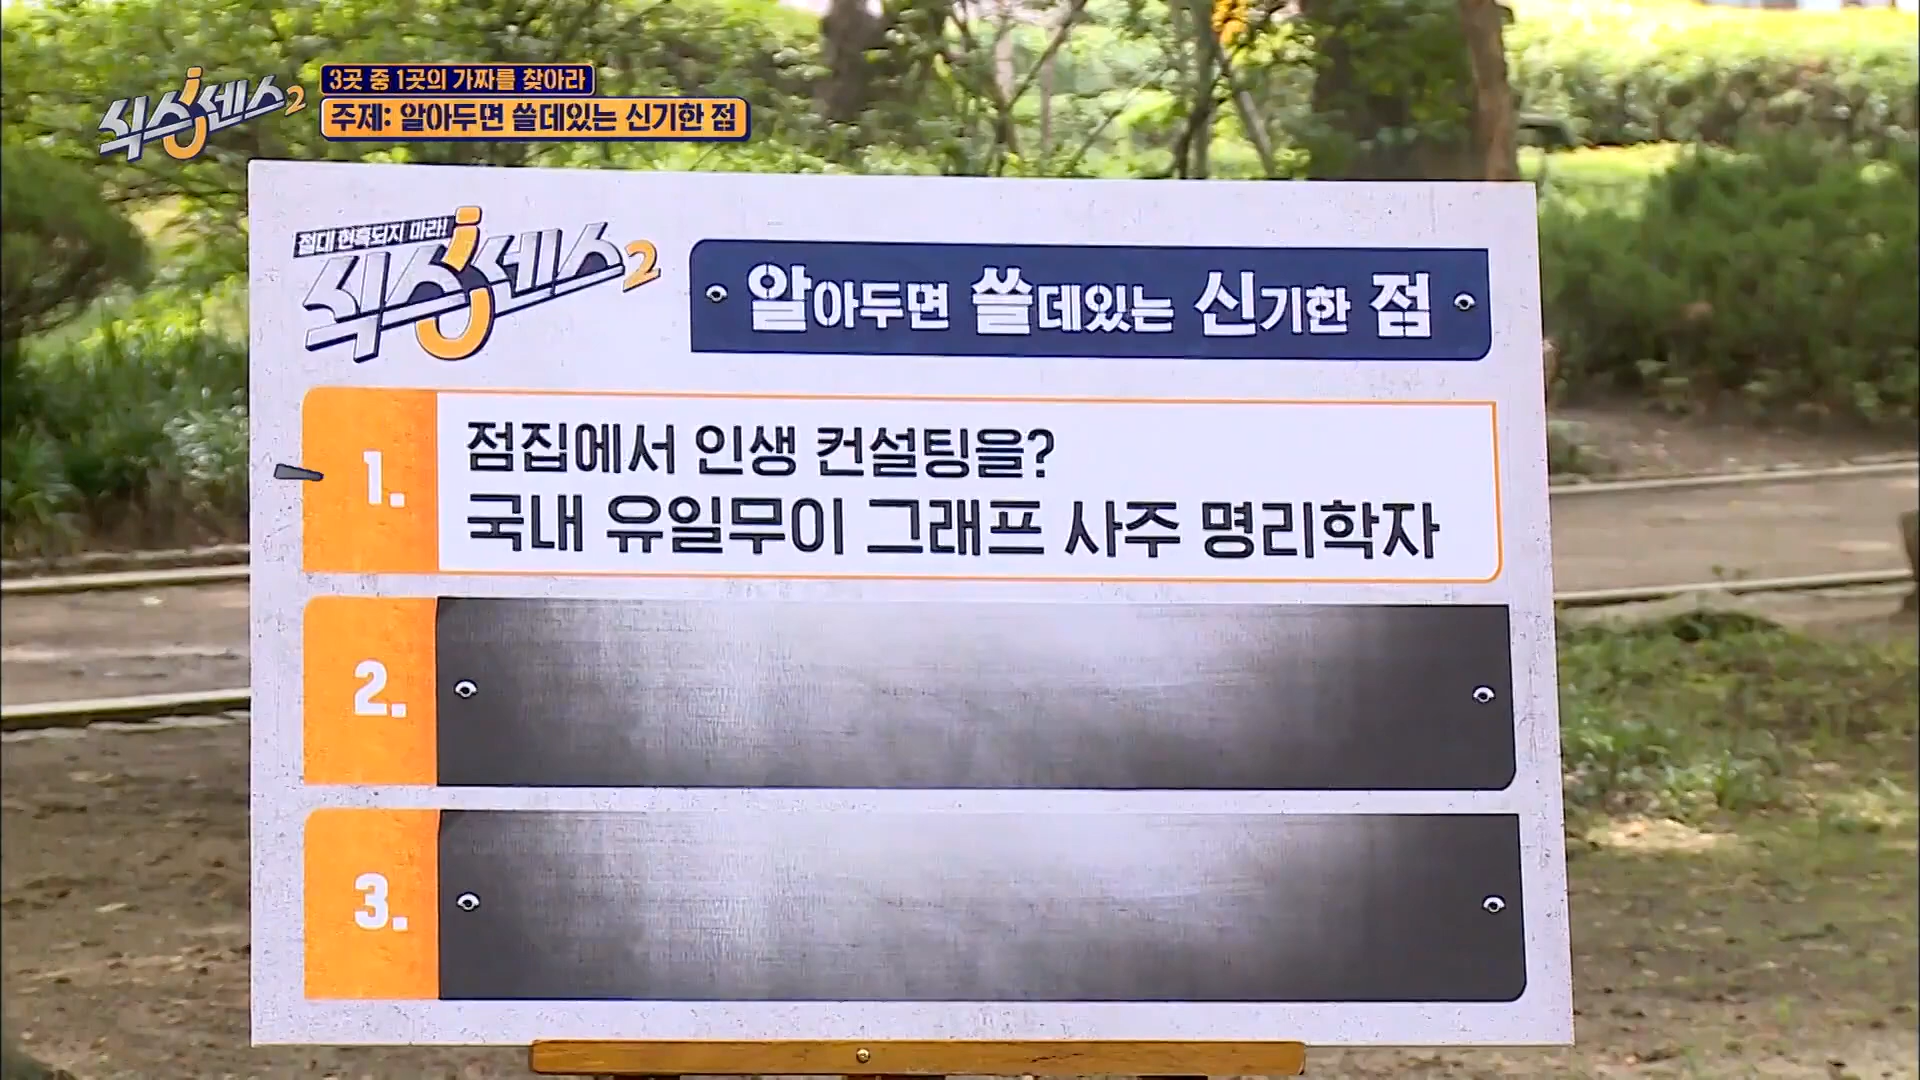 식스센스2
3곳 중 1곳의 가짜를 찾아라
주제: 알아두면 쓸데있는 신기한 점
절대 현혹되지 마라!
식스센스2
알아두면 쓸데있는 신기한 점
1.
점집에서 인생 컨설팅을?
국내 유일무이 그래프 사주 명리학자
2.
3.